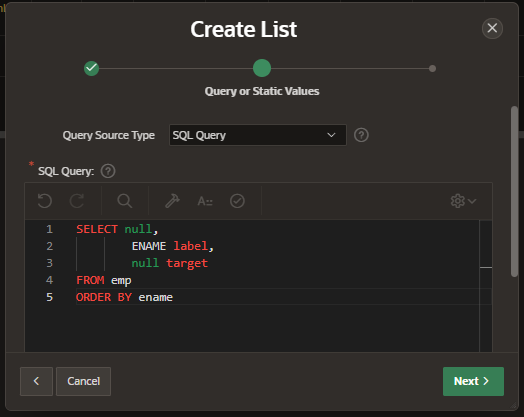 Create List
Query or Static Values
Query Source Type SQL Query
* SQL Query:
1 SELECT null,
2 ENAME label,
3 null target
4 FROM emp
5 ORDER BY ename
Cancel
Next